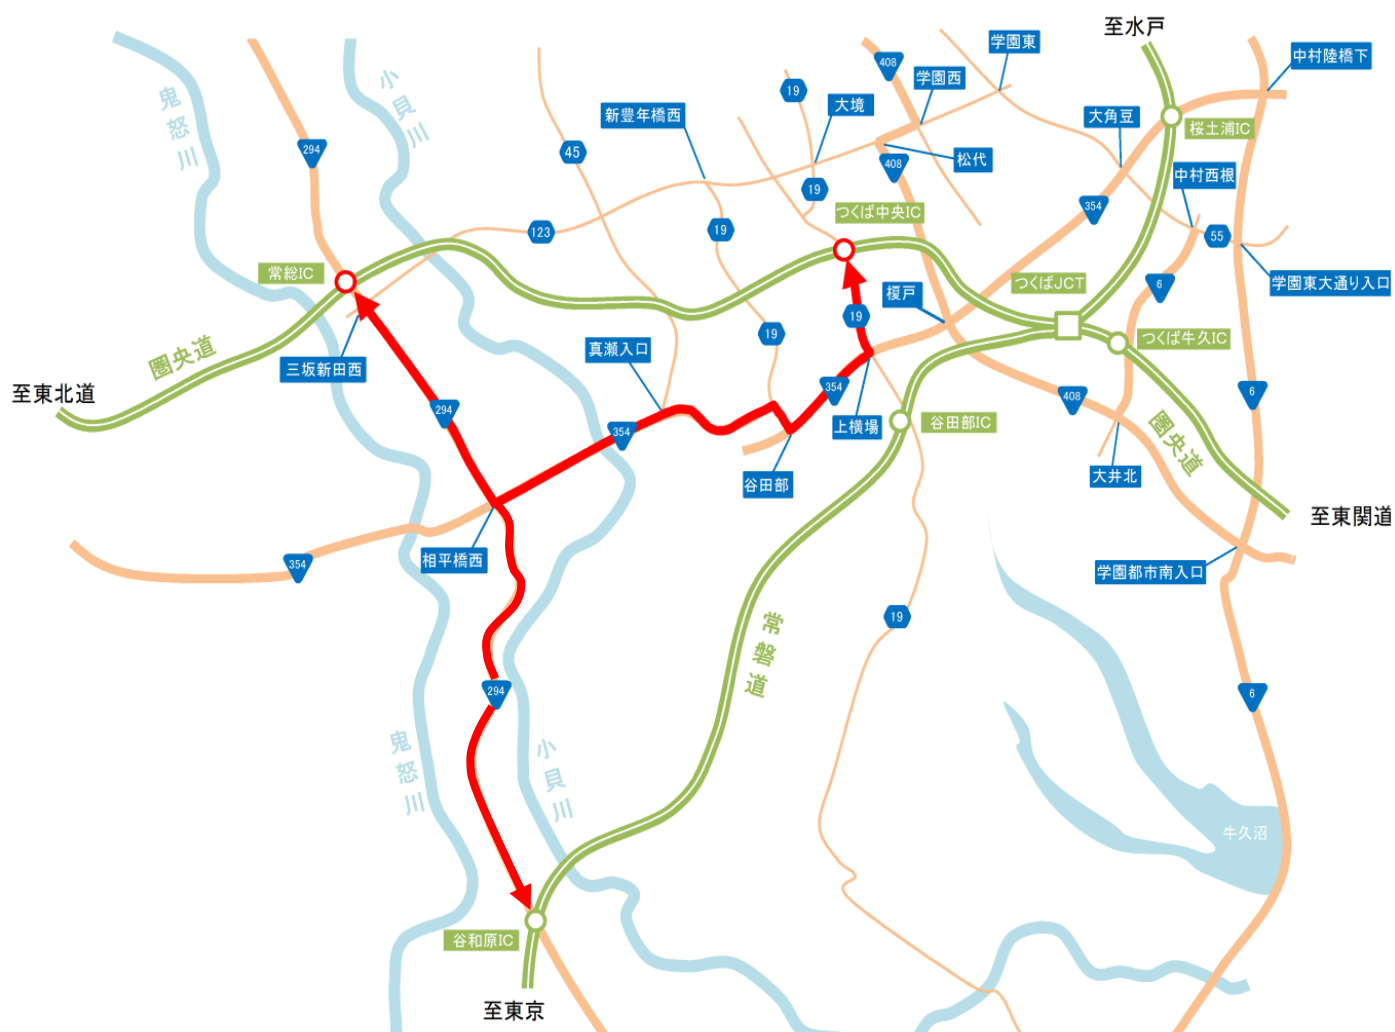 至水戸
学園東
408
中村陸橋下
学園西
小貝川
鬼怒川
19
大境
新豊年橋西
大角豆
桜土浦IC
294
45
松代
408
中村西根
19
つくば中央IC
354
123
19
55
常総IC
つくばJCT
学園東大通り入口
6
榎戸
19
19
つくば牛久IC
真瀬入口
圏央道
三坂新田西
至東北道
354
6
408
294
上横場
谷田部IC
354
圏央道
谷田部
大井北
至東関道
相平橋西
354
学園都市南入口
19
常磐道
294
6
鬼怒川
小貝川
牛久沼
谷和原IC
至東京